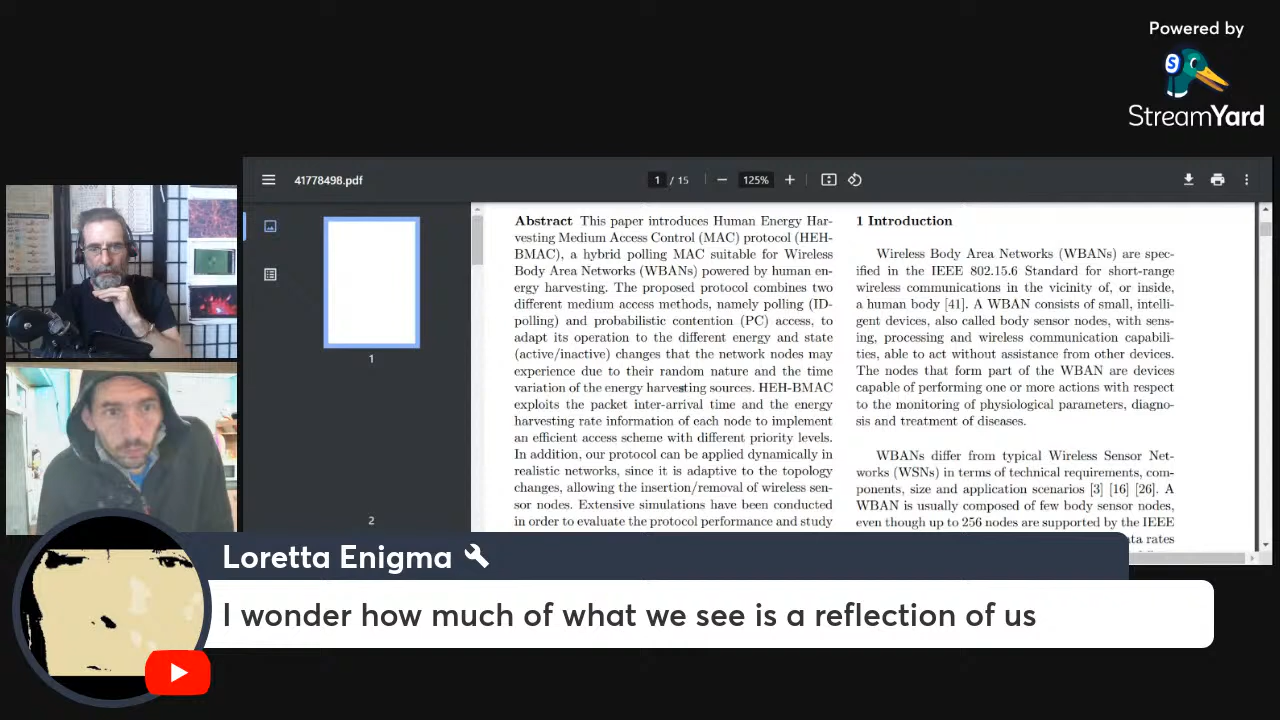 Powered by
StreamYard
41778498.pdf
1 / 15
125%
1
2
Abstract This paper introduces Human Energy Har-
vesting Medium Access Control (MAC) protocol (HEH-
BMAC), a hybrid polling MAC suitable for Wireless
Body Area Networks (WBANs) powered by human en-
ergy harvesting. The proposed protocol combines two
different medium access methods, namely polling (ID-
polling) and probabilistic contention (PC) access, to
adapt its operation to the different energy and state
(active/inactive) changes that the network nodes may
experience due to their random nature and the time
variation of the energy harvesting sources. HEH-BMAC
exploits the packet inter-arrival time and the energy
harvesting rate information of each node to implement
an efficient access scheme with different priority levels.
In addition, our protocol can be applied dynamically in
realistic networks, since it is adaptive to the topology
changes, allowing the insertion/removal of wireless sen-
sor nodes. Extensive simulations have been conducted
in order to evaluate the protocol performance and study
1 Introduction
Wireless Body Area Networks (WBANs) are spec-
ified in the IEEE 802.15.6 Standard for short-range
wireless communications in the vicinity of, or inside,
a human body [41]. A WBAN consists of small, intelli-
gent devices, also called body sensor nodes, with sens-
ing, processing and wireless communication capabili-
ties, able to act without assistance from other devices.
The nodes that form part of the WBAN are devices
capable of performing one or more actions with respect
to the monitoring of physiological parameters, diagno-
sis and treatment of diseases.
WBANs differ from typical Wireless Sensor Net-
works (WSNs) in terms of technical requirements, com-
ponents, size and application scenarios [3] [16] [26]. A
WBAN is usually composed of few body sensor nodes,
even though up to 256 nodes are supported by the IEEE
ata rates
Loretta Enigma
I wonder how much of what we see is a reflection of us